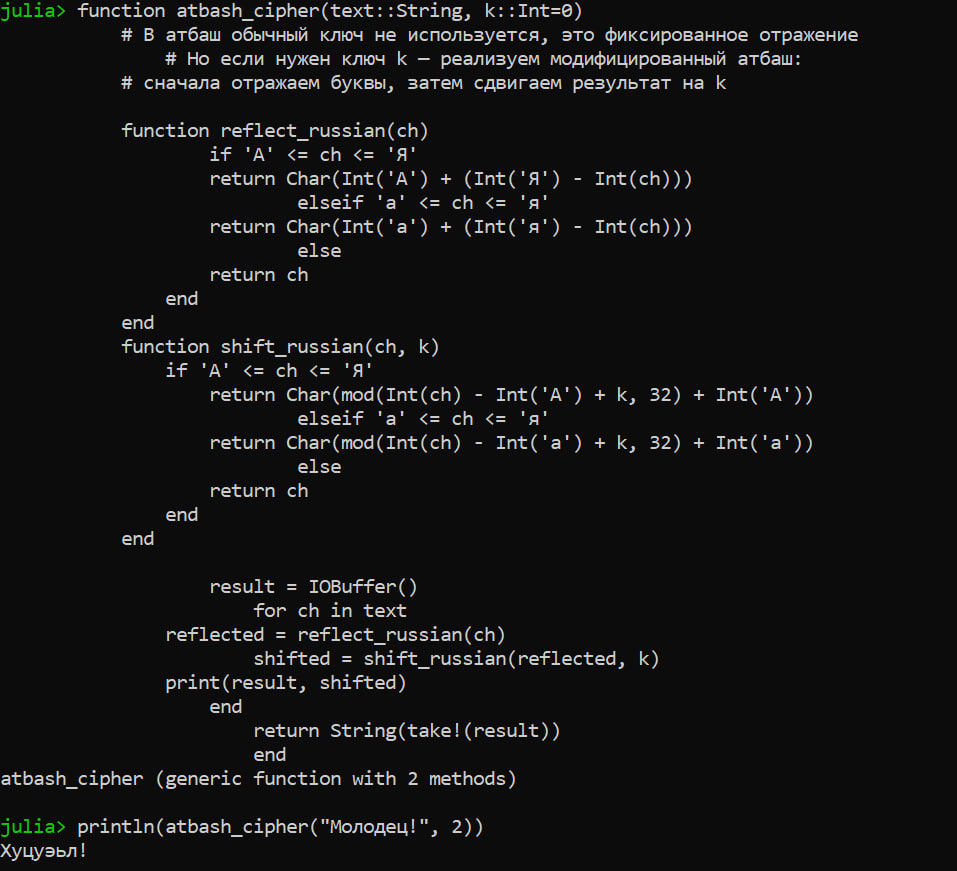 julia> function atbash_cipher(text::String, k::Int=0)
# В атбаш обычный ключ не используется, это фиксированное отражение
# Но если нужен ключ k — реализуем модифицированный атбаш:
# сначала отражаем буквы, затем сдвигаем результат на k
function reflect_russian(ch)
if 'А' <= ch <= 'Я'
return Char(Int('А') + (Int('Я') - Int(ch)))
elseif 'а' <= ch <= 'я'
return Char(Int('а') + (Int('я') - Int(ch)))
else
return ch
end
end
function shift_russian(ch, k)
if 'А' <= ch <= 'Я'
return Char(mod(Int(ch) - Int('А') + k, 32) + Int('А'))
elseif 'а' <= ch <= 'я'
return Char(mod(Int(ch) - Int('а') + k, 32) + Int('а'))
else
return ch
end
end
result = IOBuffer()
for ch in text
reflected = reflect_russian(ch)
shifted = shift_russian(reflected, k)
print(result, shifted)
end
return String(take!(result))
end
atbash_cipher (generic function with 2 methods)
julia> println(atbash_cipher("Молодец!", 2))
Хуцуэьл!